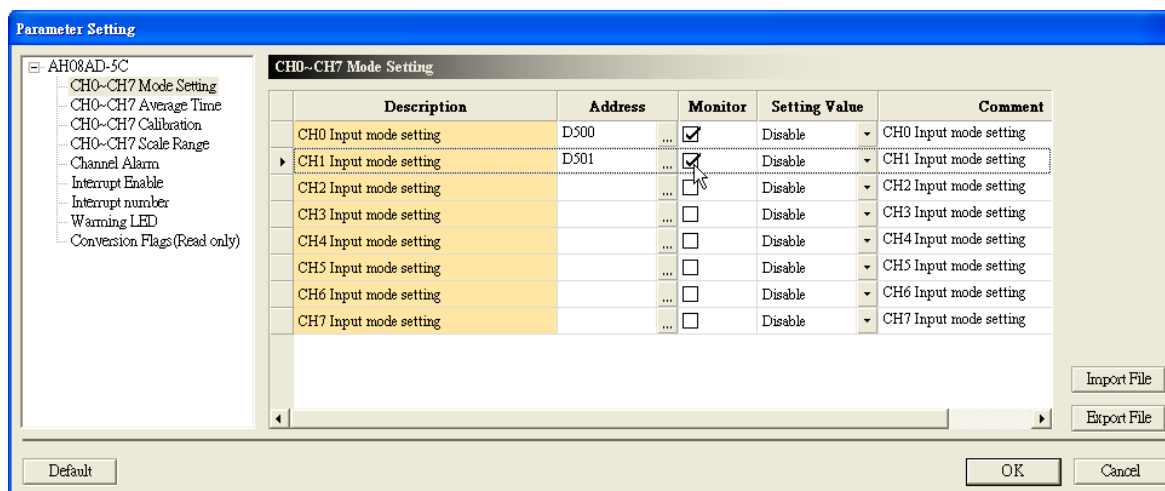 Parameter Setting
AH08AD-5C
CH0~CH7 Mode Setting
CH0~CH7 Average Time
CH0~CH7 Calibration
CH0~CH7 Scale Range
Channel Alarm
Interrupt Enable
Interrupt number
Warming LED
Conversion Flags(Read only)
CH0~CH7 Mode Setting
Description Address Monitor Setting Value Comment
CH0 Input mode setting D500 ... Disable CH0 Input mode setting
CH1 Input mode setting D501 ... Disable CH1 Input mode setting
CH2 Input mode setting ... Disable CH2 Input mode setting
CH3 Input mode setting ... Disable CH3 Input mode setting
CH4 Input mode setting ... Disable CH4 Input mode setting
CH5 Input mode setting ... Disable CH5 Input mode setting
CH6 Input mode setting ... Disable CH6 Input mode setting
CH7 Input mode setting ... Disable CH7 Input mode setting
Import File
Export File
Default OK Cancel